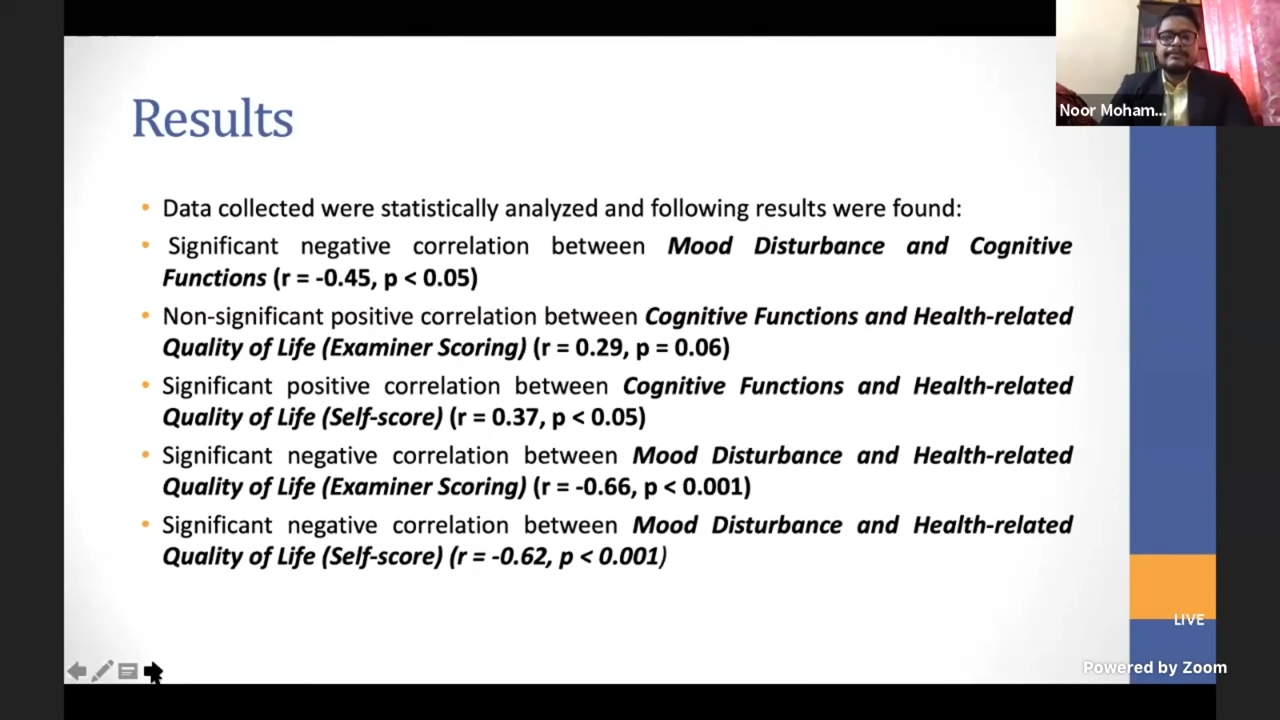 Noor Moham...
Results
• Data collected were statistically analyzed and following results were found:
• Significant negative correlation between Mood Disturbance and Cognitive
Functions (r = -0.45, p < 0.05)
• Non-significant positive correlation between Cognitive Functions and Health-related
Quality of Life (Examiner Scoring) (r = 0.29, p = 0.06)
• Significant positive correlation between Cognitive Functions and Health-related
Quality of Life (Self-score) (r = 0.37, p < 0.05)
• Significant negative correlation between Mood Disturbance and Health-related
Quality of Life (Examiner Scoring) (r = -0.66, p < 0.001)
• Significant negative correlation between Mood Disturbance and Health-related
Quality of Life (Self-score) (r = -0.62, p < 0.001)
LIVE
Powered by Zoom